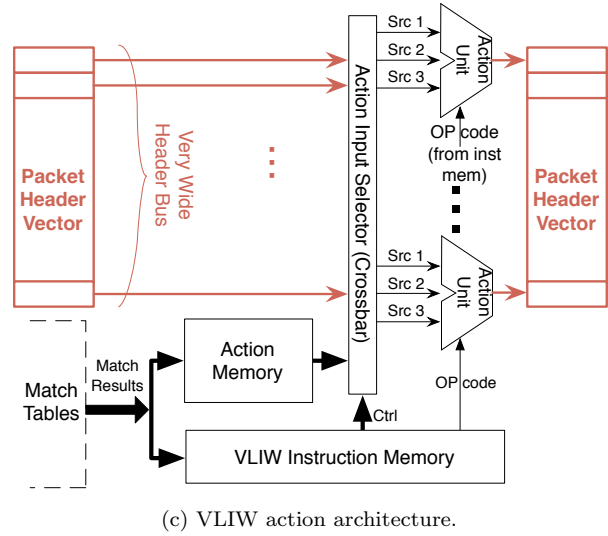 Packet
Header
Vector
Very Wide
Header Bus
Action Input Selector (Crossbar)
Src 1
Src 2
Src 3
Action
Unit
OP code
(from inst
mem)
Packet
Header
Vector
Src 1
Src 2
Src 3
Action
Unit
OP code
Match
Tables
Match
Results
Action
Memory
Ctrl
VLIW Instruction Memory
(c) VLIW action architecture.